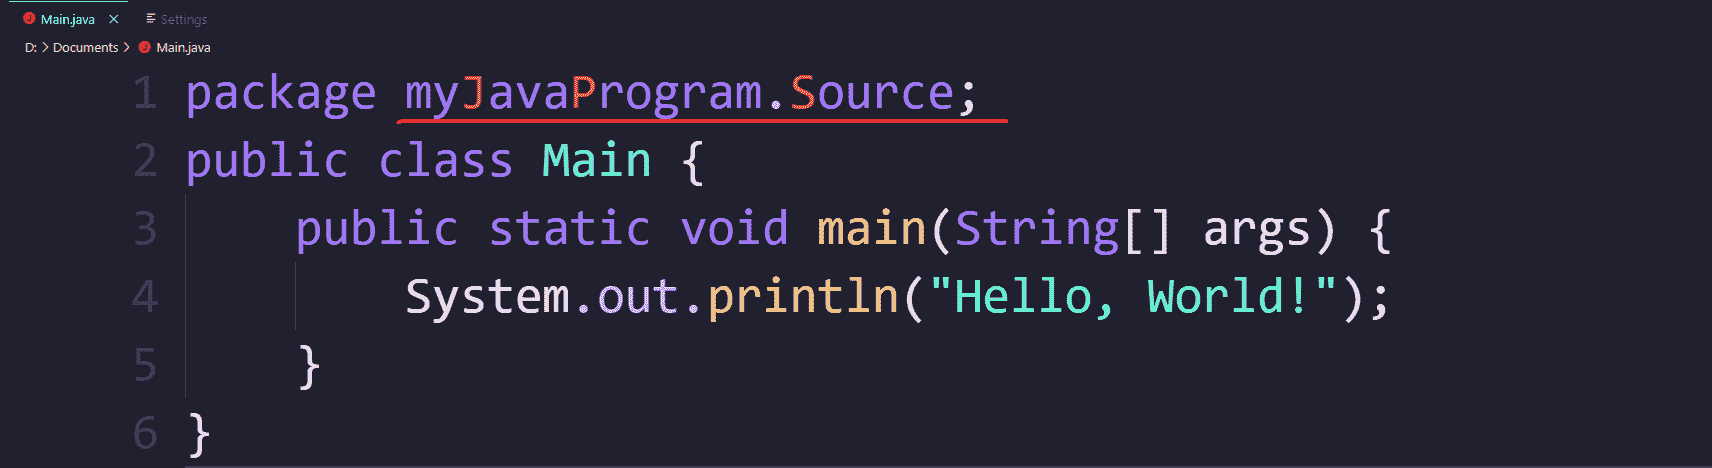 Main.java Settings
D: Documents Main.java
1 package myJavaProgram.Source;
2 public class Main {
3 public static void main(String[] args) {
4 System.out.println("Hello, World!");
5 }
6 }